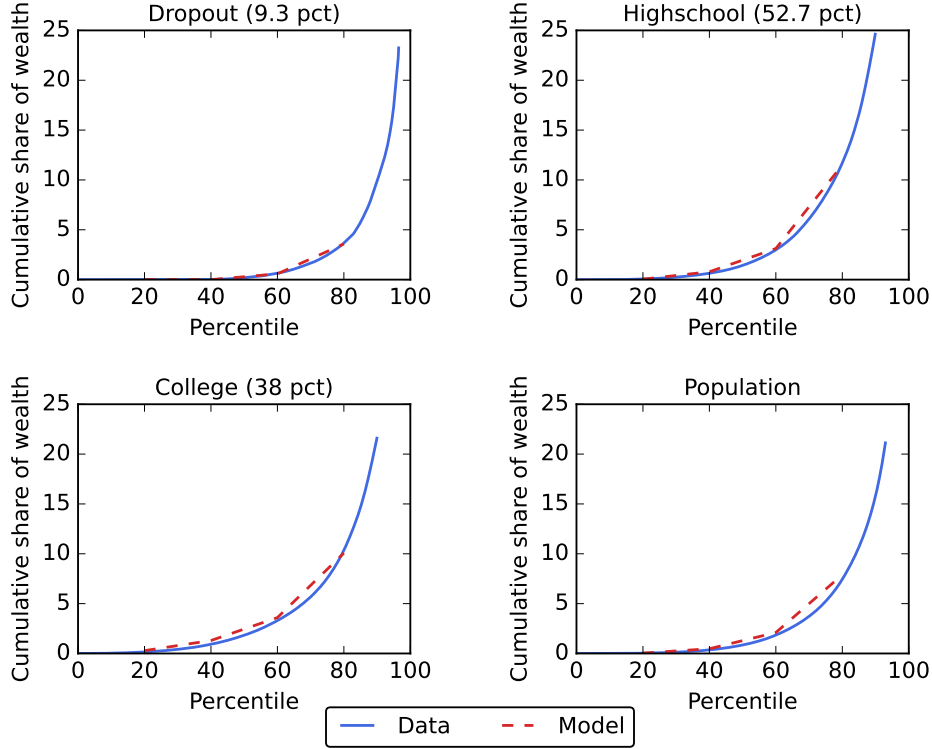 Dropout (9.3 pct)
Cumulative share of wealth
25
20
15
10
5
0
0 20 40 60 80 100
Percentile
Highschool (52.7 pct)
Cumulative share of wealth
25
20
15
10
5
0
0 20 40 60 80 100
Percentile
College (38 pct)
Cumulative share of wealth
25
20
15
10
5
0
0 20 40 60 80 100
Percentile
Population
Cumulative share of wealth
25
20
15
10
5
0
0 20 40 60 80 100
Percentile
Data Model